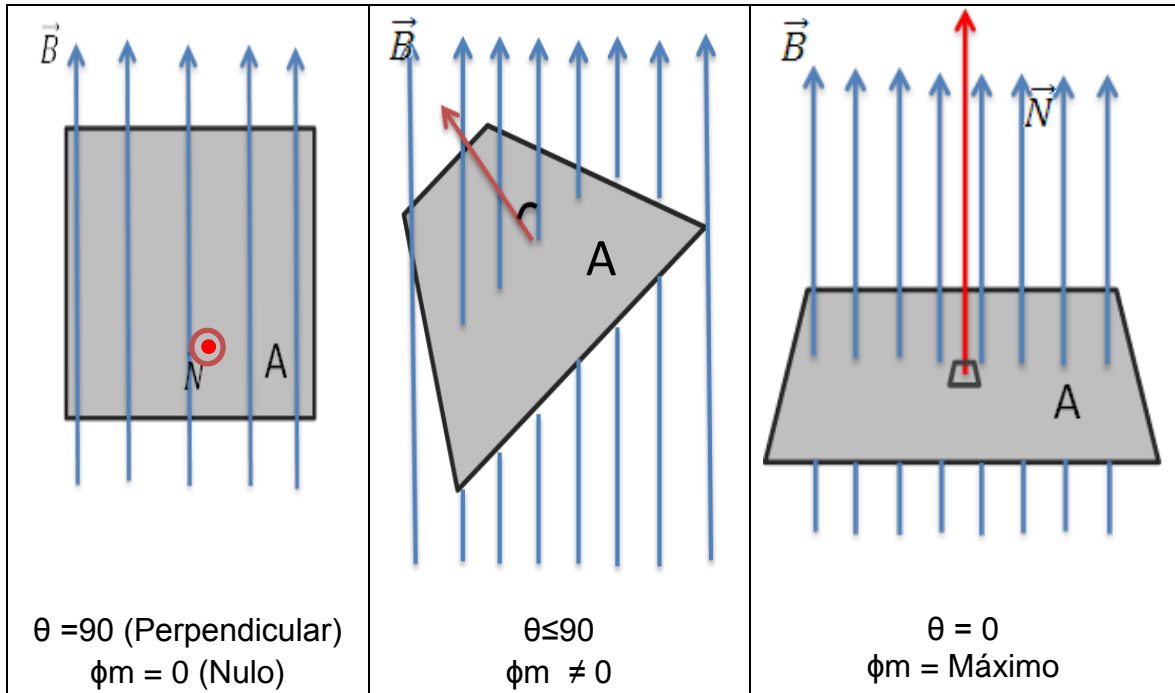 B⃗
N
A
θ =90 (Perpendicular)
ϕm = 0 (Nulo)
B⃗
A
θ≤90
ϕm ≠ 0
B⃗
N⃗
A
θ = 0
ϕm = Máximo